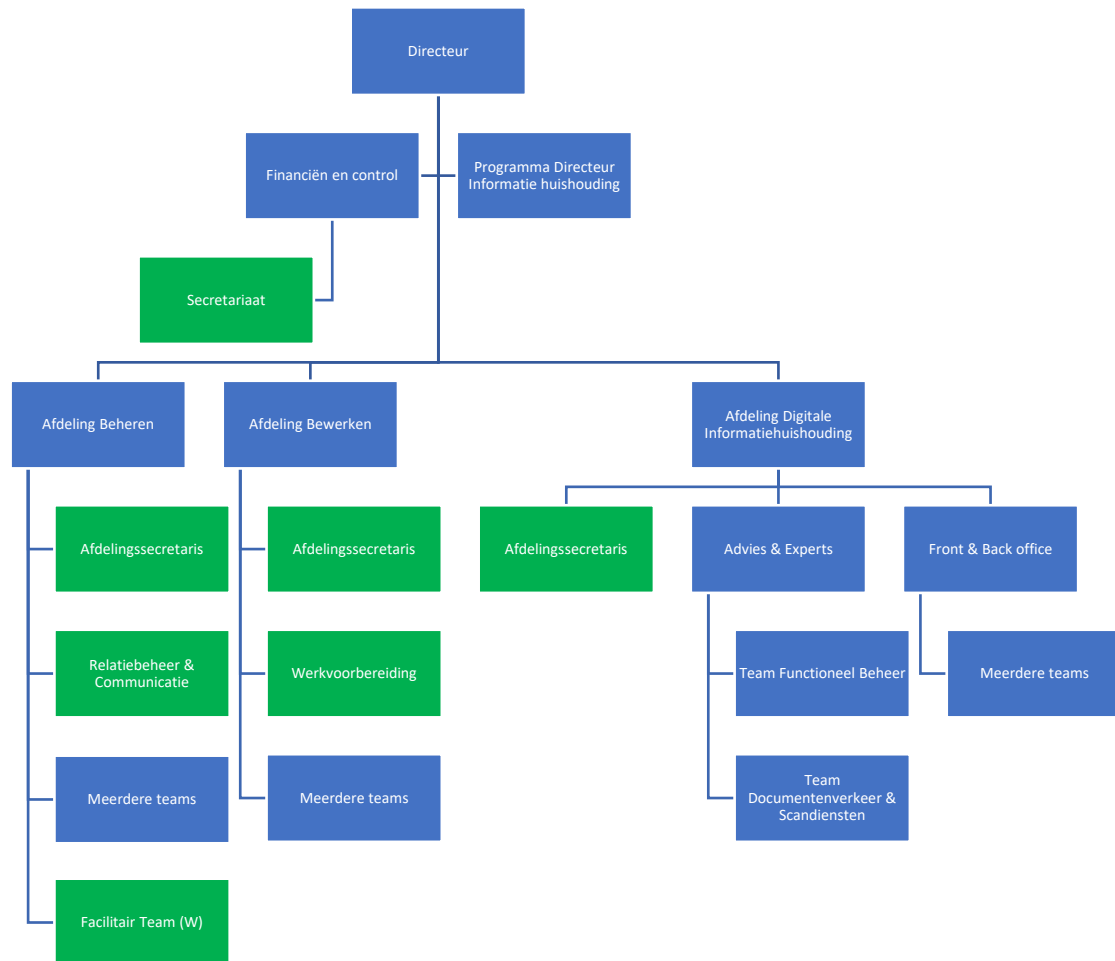 Directeur
Financiën en control
Programma Directeur
Informatie huishouding
Secretariaat
Afdeling Beheren
Afdeling Bewerken
Afdeling Digitale
Informatiehuishouding
Afdelingssecretaris
Afdelingssecretaris
Afdelingssecretaris
Advies & Experts
Front & Back office
Relatiebeheer &
Communicatie
Werkvoorbereiding
Team Functioneel Beheer
Meerdere teams
Meerdere teams
Meerdere teams
Team
Documentenverkeer &
Scandiensten
Facilitair Team (W)